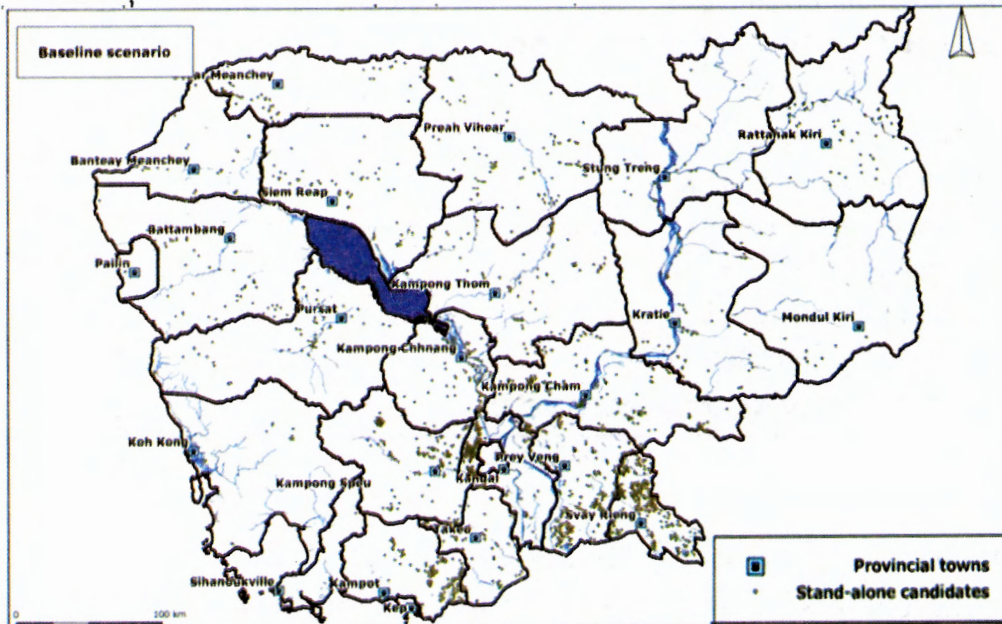 Baseline scenario
Meanchey
Preah Vihear
Rattanak Kiri
Banteay Meanchey
Stung Treng
Siem Reap
Battambang
Pailin
Kampong Thom
Pursat
Kratie
Mondul Kiri
Kampong Chhnang
Kampong Cham
Koh Kong
Prey Veng
Kampong Speu
Kandal
Svay Rieng
Takeo
Sihanoukville
Kampot
Kep
Provincial towns
Stand-alone candidates
0 100 km